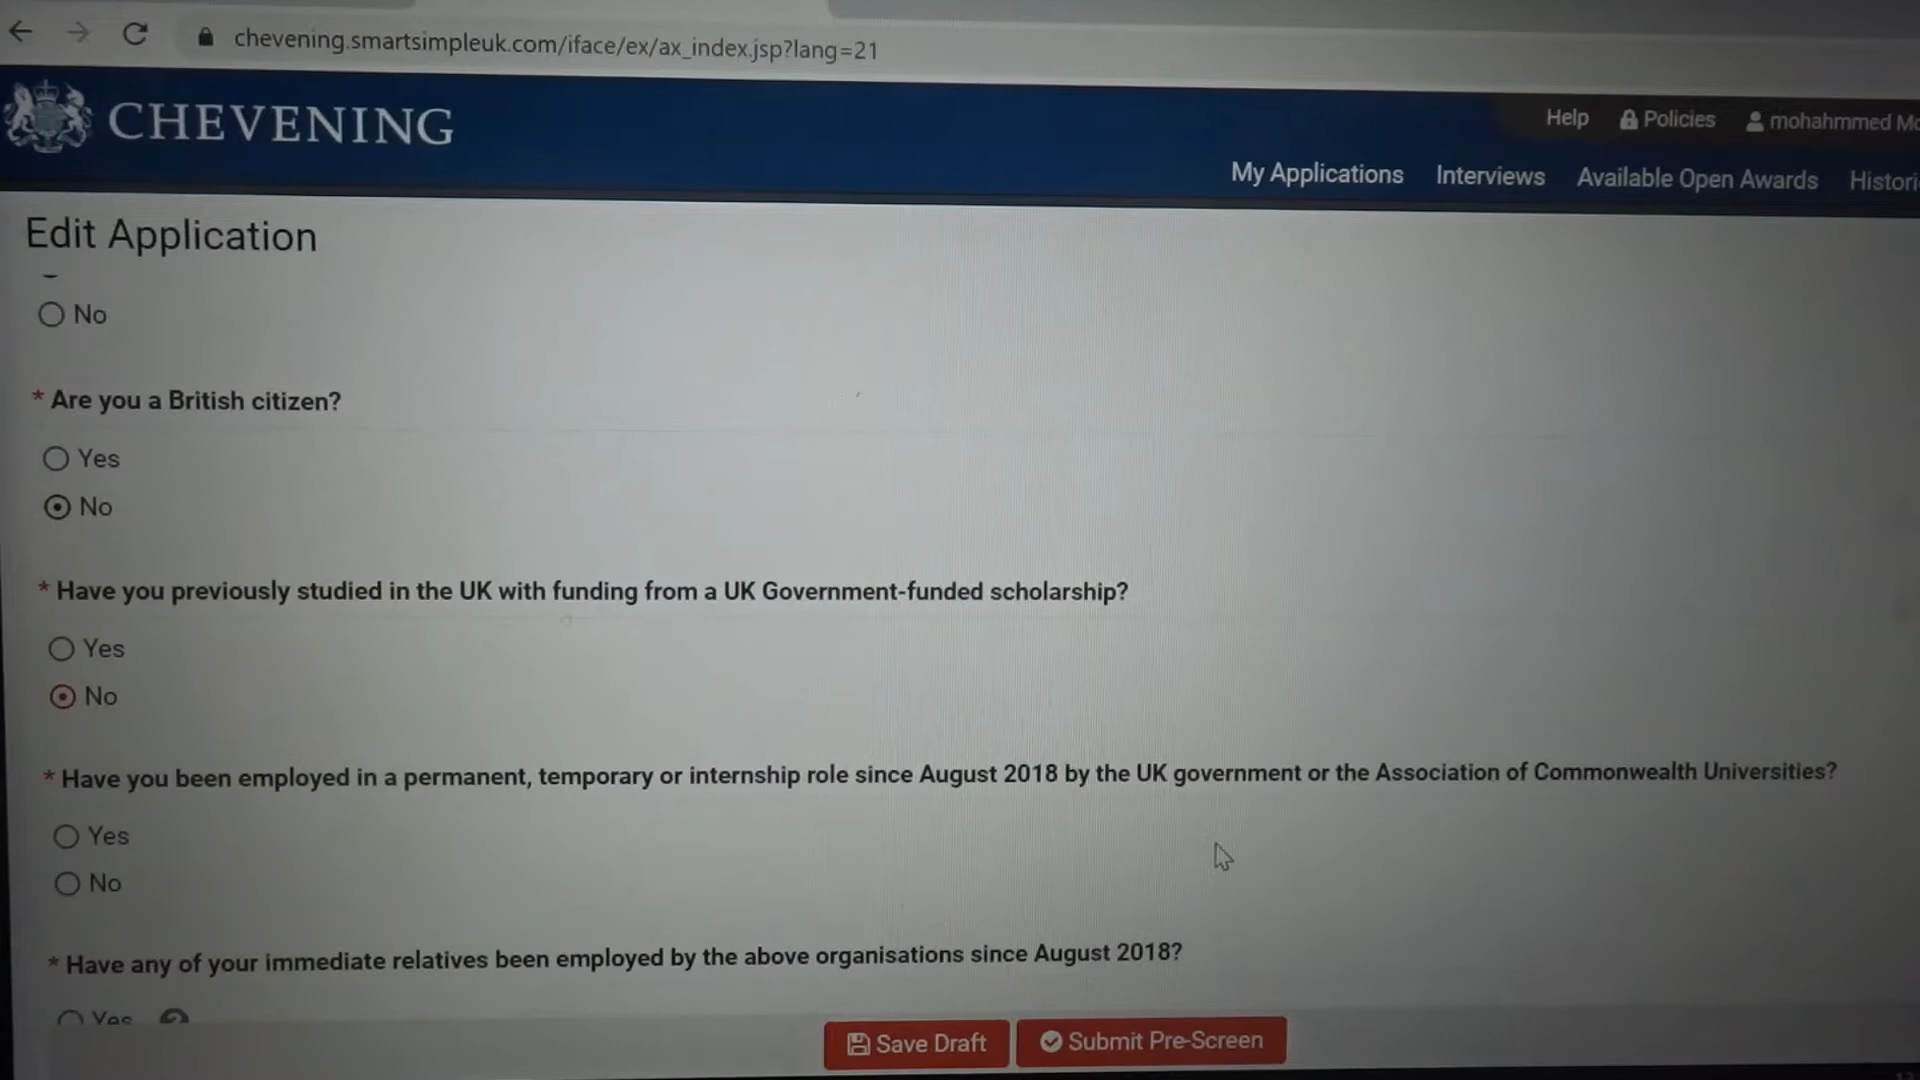 chevening.smartsimpleuk.com/iface/ex/ax_index.jsp?lang=21
CHEVENING
Help Policies mohahmmed Mo
My Applications Interviews Available Open Awards Histori
Edit Application
No
* Are you a British citizen?
Yes
No
* Have you previously studied in the UK with funding from a UK Government-funded scholarship?
Yes
No
* Have you been employed in a permanent, temporary or internship role since August 2018 by the UK government or the Association of Commonwealth Universities?
Yes
No
* Have any of your immediate relatives been employed by the above organisations since August 2018?
Yes
Save Draft Submit Pre-Screen